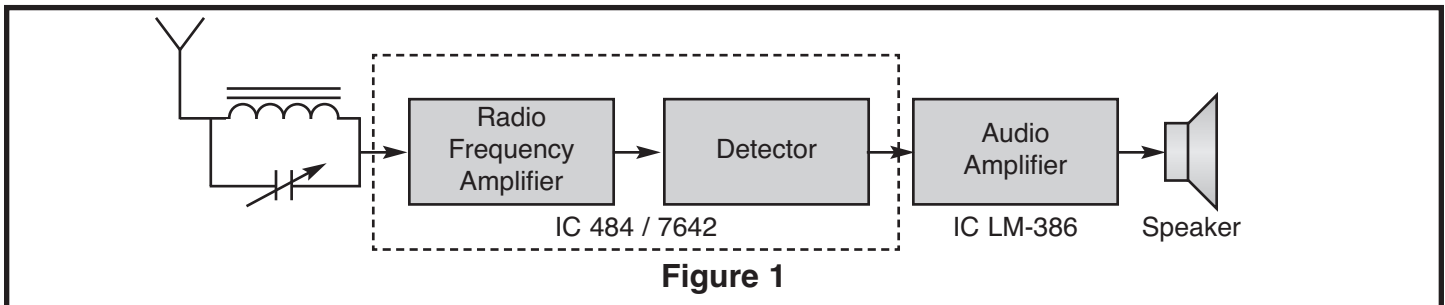 Radio
Frequency
Amplifier
Detector
Audio
Amplifier
IC 484 / 7642
IC LM-386
Speaker
Figure 1